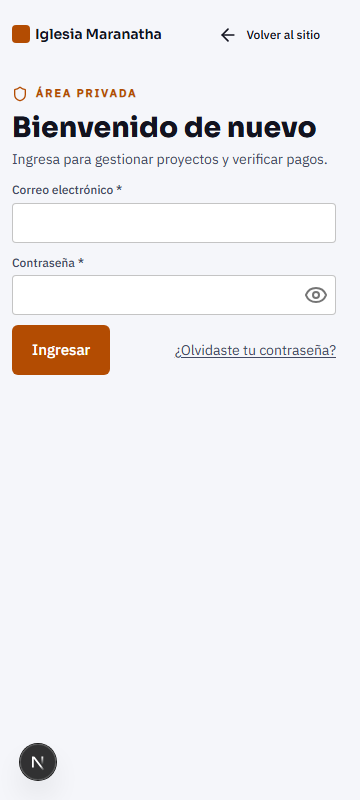 Iglesia Maranatha
Volver al sitio
ÁREA PRIVADA
Bienvenido de nuevo
Ingresa para gestionar proyectos y verificar pagos.
Correo electrónico *
Contraseña *
Ingresar
¿Olvidaste tu contraseña?
N